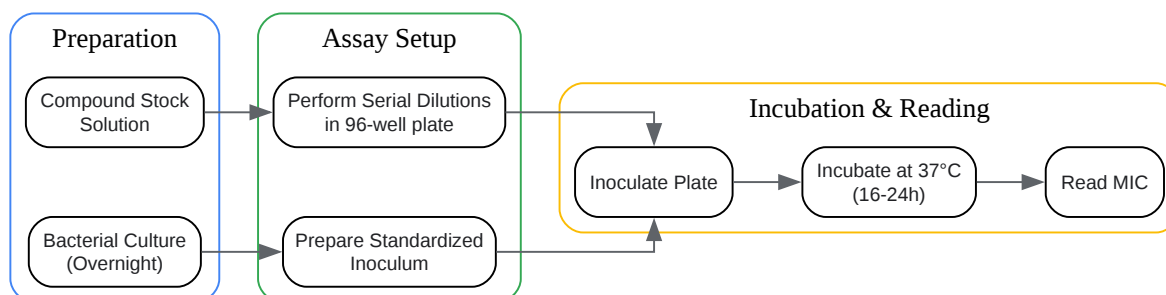 Preparation
Compound Stock
Solution
Bacterial Culture
(Overnight)
Assay Setup
Perform Serial Dilutions
in 96-well plate
Prepare Standardized
Inoculum
Incubation & Reading
Inoculate Plate
Incubate at 37°C
(16-24h)
Read MIC